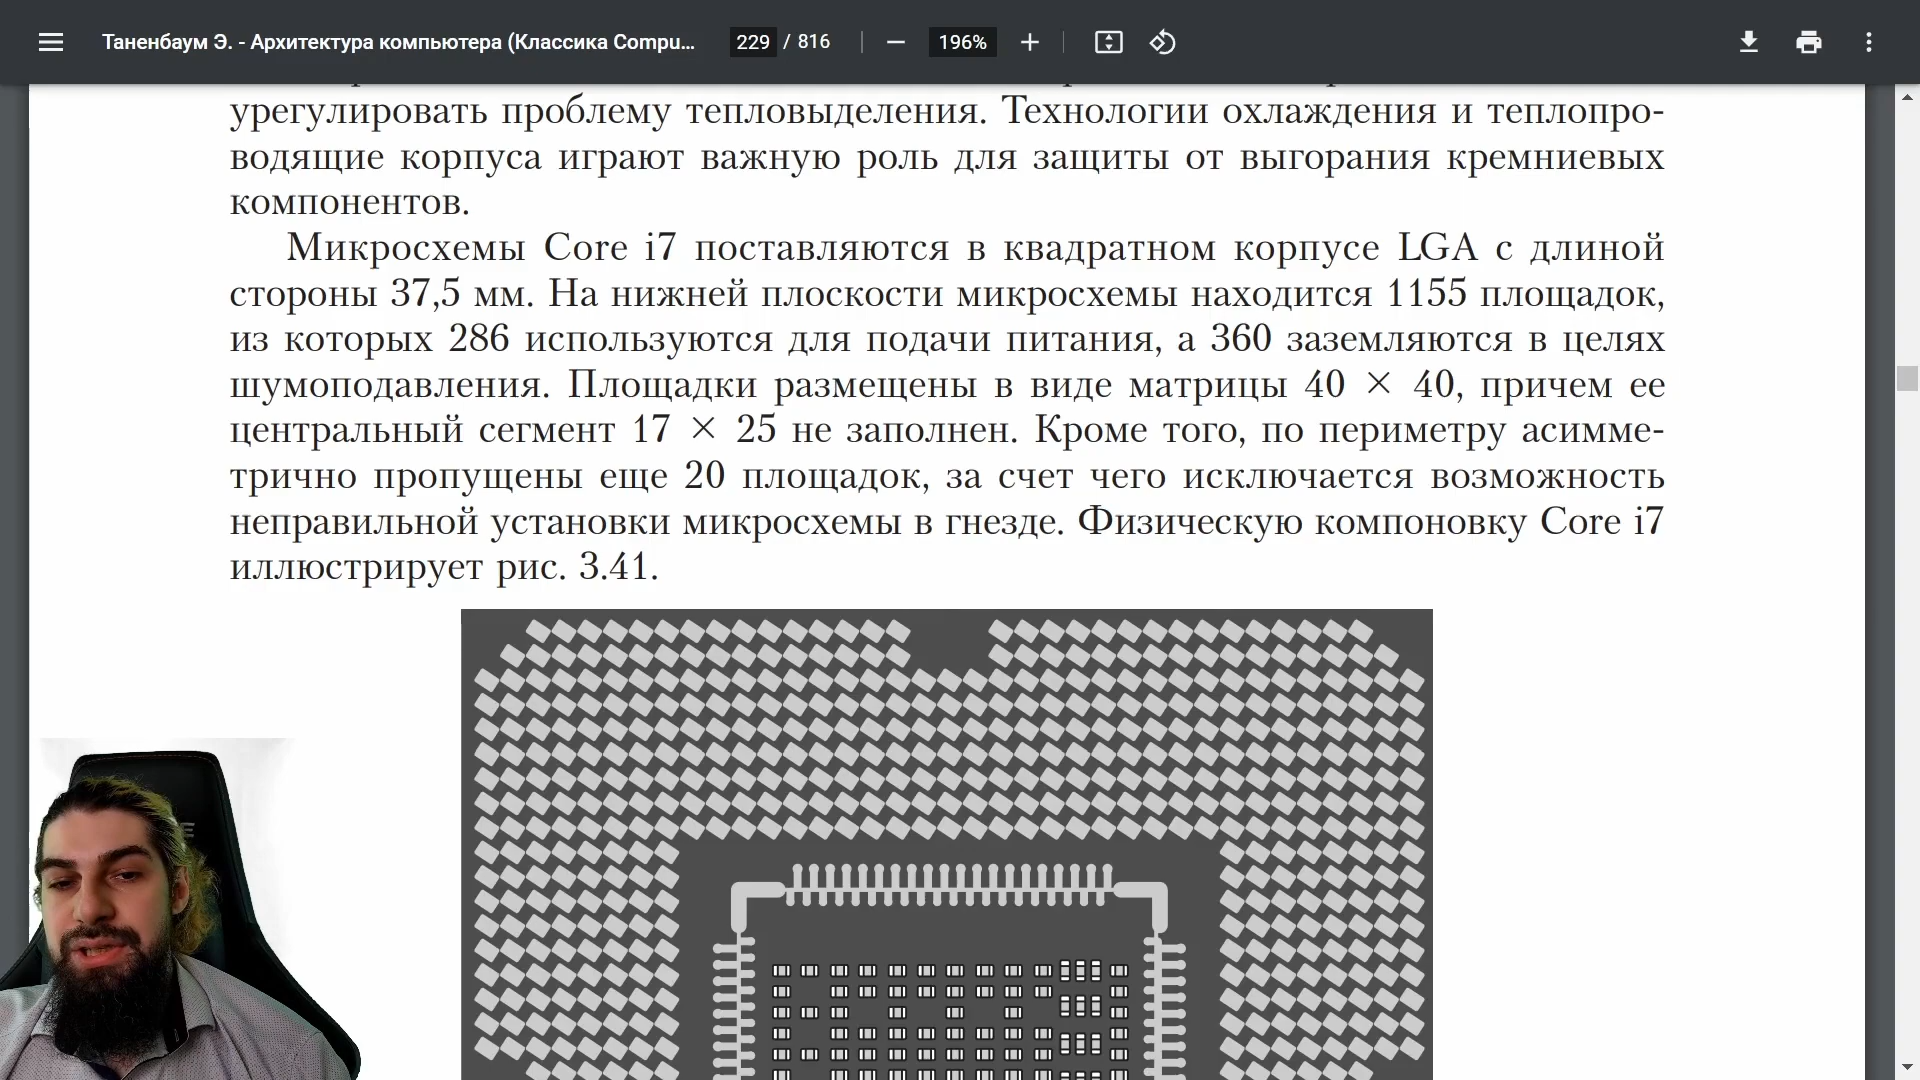 Таненбаум Э. - Архитектура компьютера (Классика Compu...
229 / 816
196%
урегулировать проблему тепловыделения. Технологии охлаждения и теплопро-
водящие корпуса играют важную роль для защиты от выгорания кремниевых
компонентов.
Микросхемы Core i7 поставляются в квадратном корпусе LGA с длиной
стороны 37,5 мм. На нижней плоскости микросхемы находится 1155 площадок,
из которых 286 используются для подачи питания, а 360 заземляются в целях
шумоподавления. Площадки размещены в виде матрицы 40 × 40, причем ее
центральный сегмент 17 × 25 не заполнен. Кроме того, по периметру асимме-
трично пропущены еще 20 площадок, за счет чего исключается возможность
неправильной установки микросхемы в гнезде. Физическую компоновку Core i7
иллюстрирует рис. 3.41.